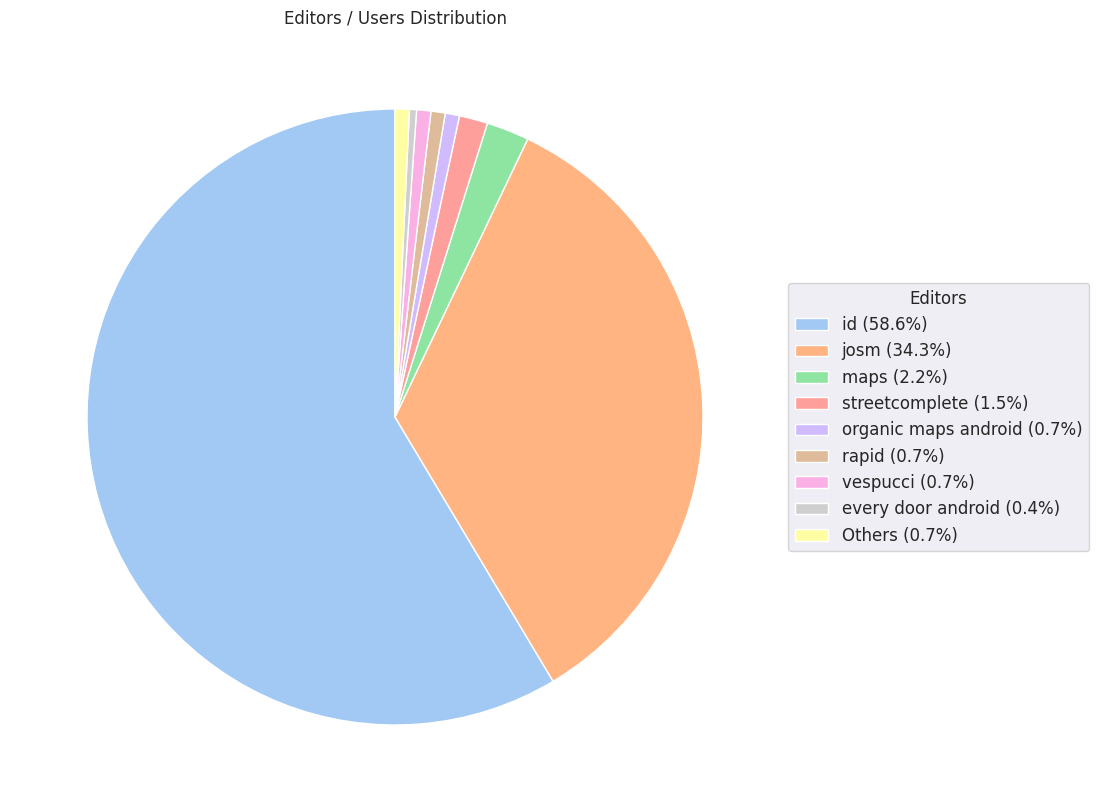 Editors / Users Distribution
Editors
id (58.6%)
josm (34.3%)
maps (2.2%)
streetcomplete (1.5%)
organic maps android (0.7%)
rapid (0.7%)
vespucci (0.7%)
every door android (0.4%)
Others (0.7%)